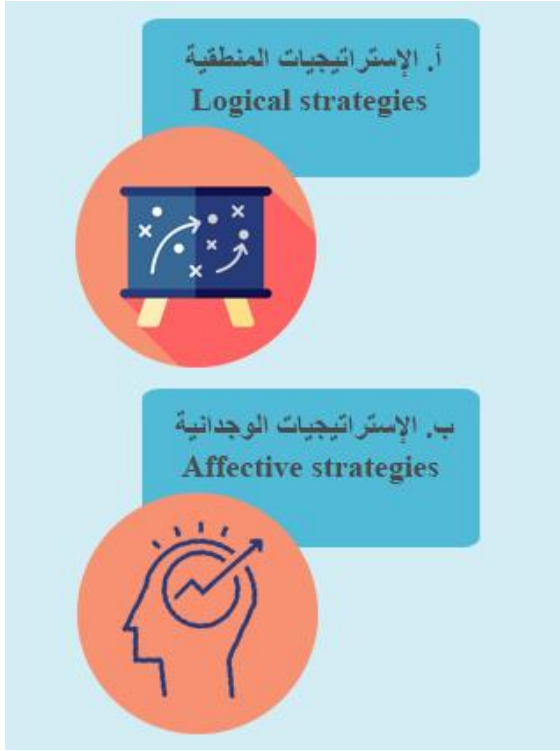 أ. الإستراتيجيات المنطقية
Logical strategies
ب. الإستراتيجيات الوجدانية
Affective strategies